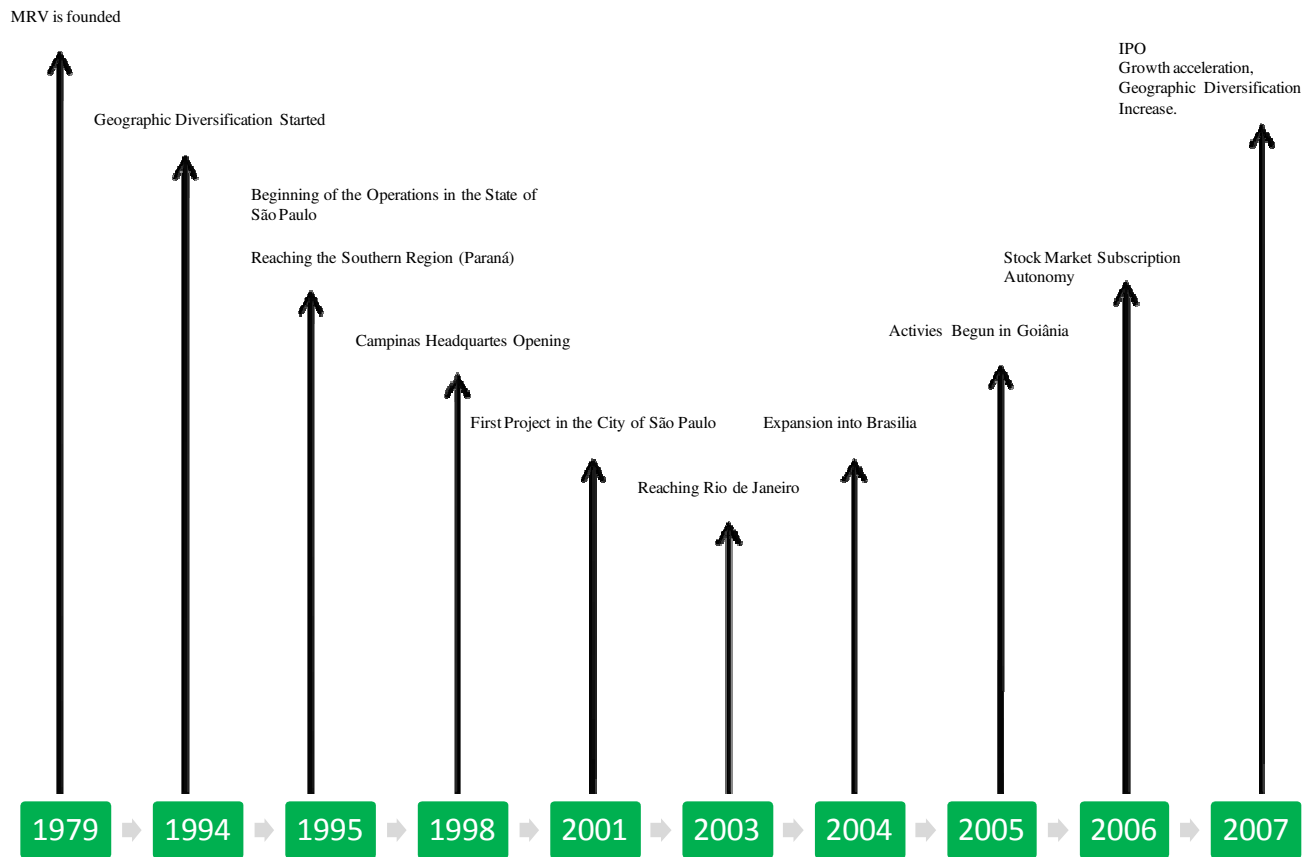 MRV is founded
IPO
Growth acceleration,
Geographic Diversification
Increase.
Geographic Diversification Started
Beginning of the Operations in the State of
São Paulo
Reaching the Southern Region (Paraná)
Stock Market Subscription
Autonomy
Campinas Headquartes Opening
Activies Begun in Goiânia
First Project in the City of São Paulo
Expansion into Brasilia
Reaching Rio de Janeiro
1979
1994
1995
1998
2001
2003
2004
2005
2006
2007